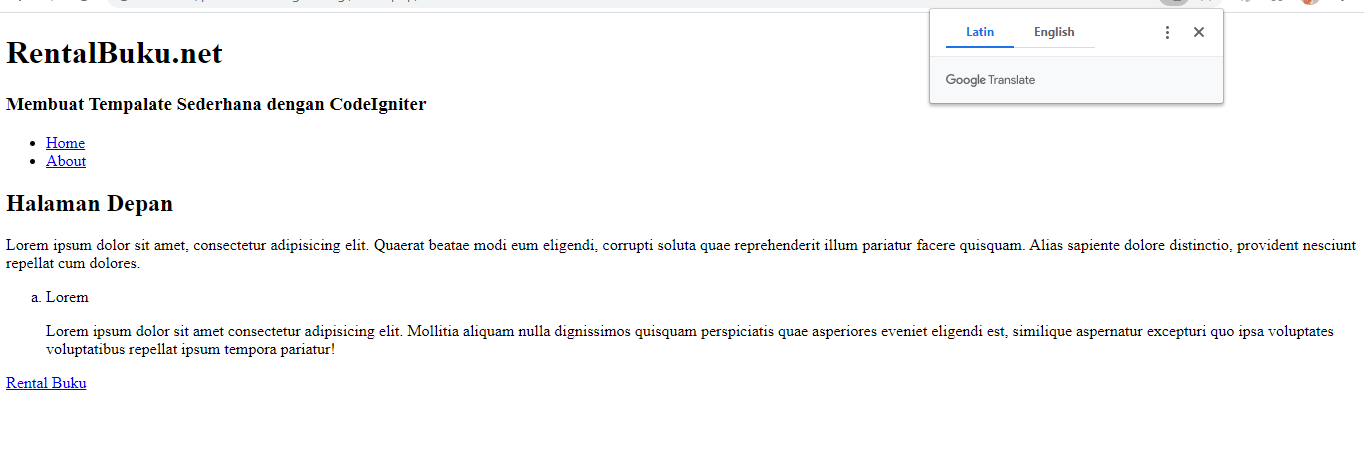 Latin English
Google Translate
RentalBuku.net
Membuat Tempalate Sederhana dengan CodeIgniter
Home
About
Halaman Depan
Lorem ipsum dolor sit amet, consectetur adipisicing elit. Quaerat beatae modi eum eligendi, corrupti soluta quae reprehenderit illum pariatur facere quisquam. Alias sapiente dolore distinctio, provident nesciunt
repellat cum dolores.
a. Lorem
Lorem ipsum dolor sit amet consectetur adipisicing elit. Mollitia aliquam nulla dignissimos quisquam perspiciatis quae asperiores eveniet eligendi est, similique aspernatur excepturi quo ipsa voluptates
voluptatibus repellat ipsum tempora pariatur!
Rental Buku